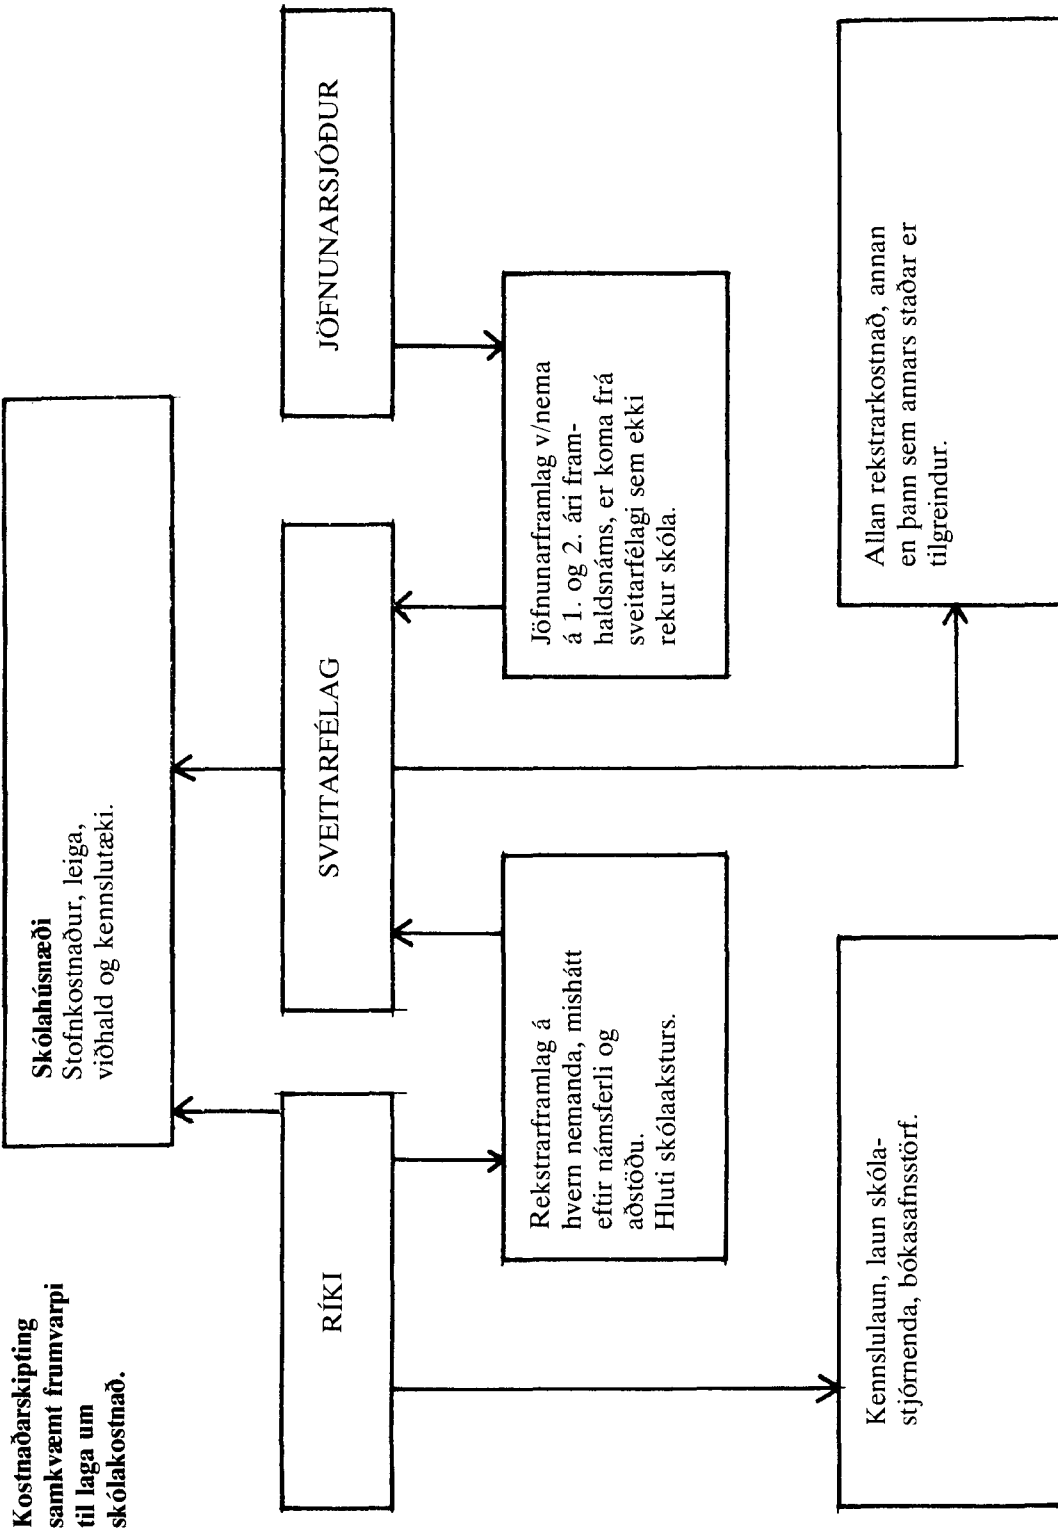 Kostnaðarskipting
samkvæmt frumvarpi
til laga um
skólakostnað.
Skólahúsnæði
Stofnkostnaður, leiga,
viðhald og kennslutæki.
RÍKI
SVEITARFÉLAG
JÖFNUNARSJÓÐUR
Rekstrarframlag á
hvern nemanda, mishátt
eftir námsferli og
aðstöðu.
Hluti skólaaksturs.
Jöfnunarframlag v/nema
á 1. og 2. ári fram-
haldsnáms, er koma frá
sveitarfélagi sem ekki
rekur skóla.
Kennslulaun, laun skóla-
stjórnenda, bókasafnsstörf.
Allan rekstrarkostnað, annan
en þann sem annars staðar er
tilgreindur.